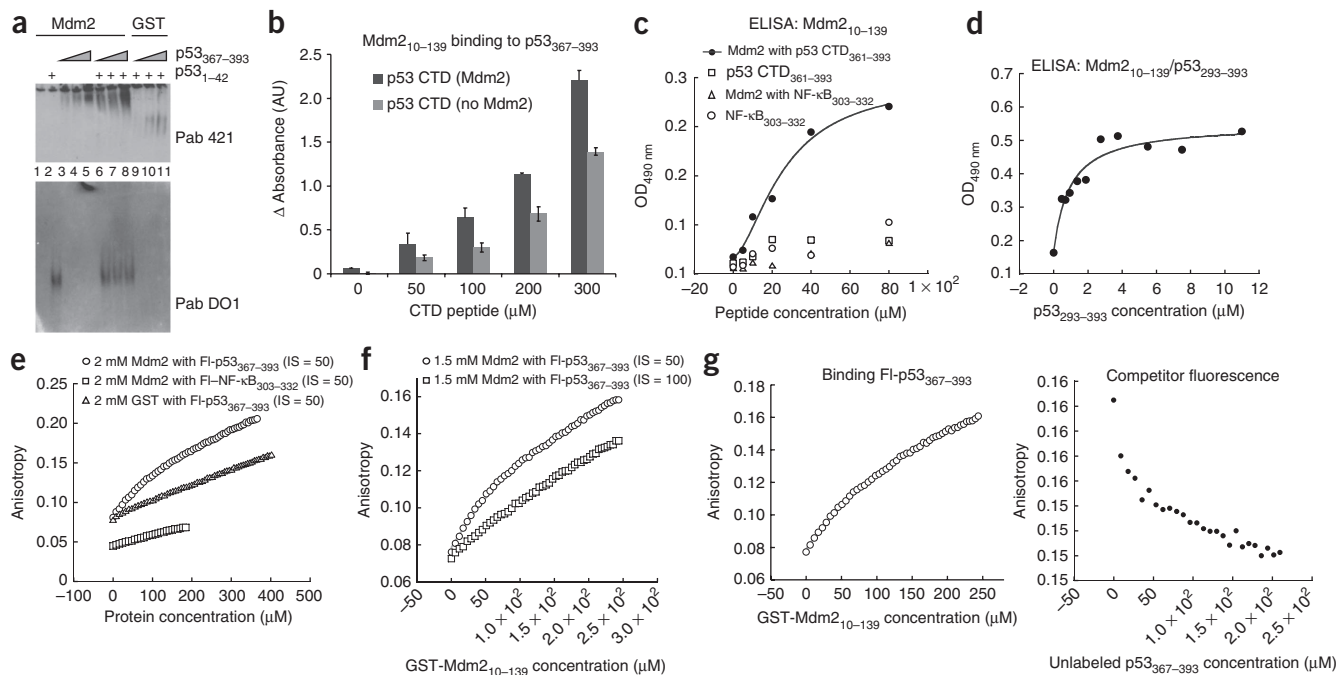 a
Mdm2 GST
p53367–393
+ + + + + + + p531–42
Pab 421
1 2 3 4 5 6 7 8 9 10 11
Pab DO1
b
Mdm210–139 binding to p53367–393
p53 CTD (Mdm2)
p53 CTD (no Mdm2)
Δ Absorbance (AU)
2.5
2.0
1.5
1.0
0.5
0
0 50 100 200 300
CTD peptide (μM)
c
ELISA: Mdm210–139
Mdm2 with p53 CTD361–393
p53 CTD361–393
Mdm2 with NF-κB303–332
NF-κB303–332
OD490 nm
0.3
0.2
0.2
0.1
0.1
–20 0 20 40 60 80 1 × 10²
Peptide concentration (μM)
d
ELISA: Mdm210–139/p53293–393
OD490 nm
0.7
0.6
0.5
0.4
0.3
0.2
0.1
–2 0 2 4 6 8 10 12
p53293–393 concentration (μM)
e
2 mM Mdm2 with Fl-p53367–393 (IS = 50)
2 mM Mdm2 with Fl–NF-κB303–332 (IS = 50)
2 mM GST with Fl-p53367–393 (IS = 50)
Anisotropy
0.25
0.20
0.15
0.10
0.05
0
–100 0 100 200 300 400 500
Protein concentration (μM)
f
1.5 mM Mdm2 with Fl-p53367–393 (IS = 50)
1.5 mM Mdm2 with Fl-p53367–393 (IS = 100)
Anisotropy
0.16
0.14
0.12
0.10
0.08
0.06
–50 0 50 1.0 × 10² 1.5 × 10² 2.0 × 10² 2.5 × 10² 3.0 × 10²
GST-Mdm210–139 concentration (μM)
g
Binding Fl-p53367–393
Anisotropy
0.18
0.16
0.14
0.12
0.10
0.08
0.06
–50 0 50 100 150 200 250
GST-Mdm210–139 concentration (μM)
Competitor fluorescence
Anisotropy
0.16
0.16
0.16
0.15
0.15
–50 0 50 1.0 × 10² 1.5 × 10² 2.0 × 10² 2.5 × 10²
Unlabeled p53367–393 concentration (μM)